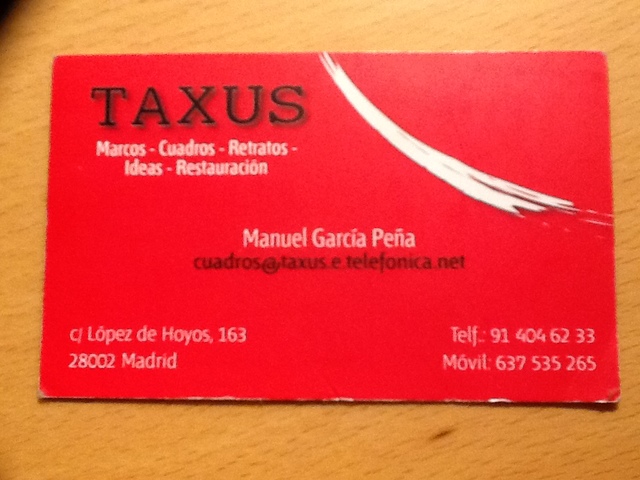 TAXUS
Marcos - Cuadros - Retratos -
Ideas - Restauración
Manuel García Peña
cuadros@taxus.e.telefonica.net
c/ López de Hoyos, 163
28002 Madrid
Telf.: 91 404 62 33
Móvil: 637 535 265